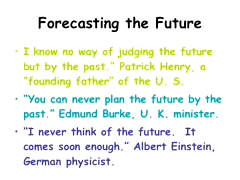 Forecasting the Future
• I know no way of judging the future
but by the past." Patrick Henry, a
"founding father" of the U. S.
• "You can never plan the future by the
past." Edmund Burke, U. K. minister.
• "I never think of the future. It
comes soon enough." Albert Einstein,
German physicist.